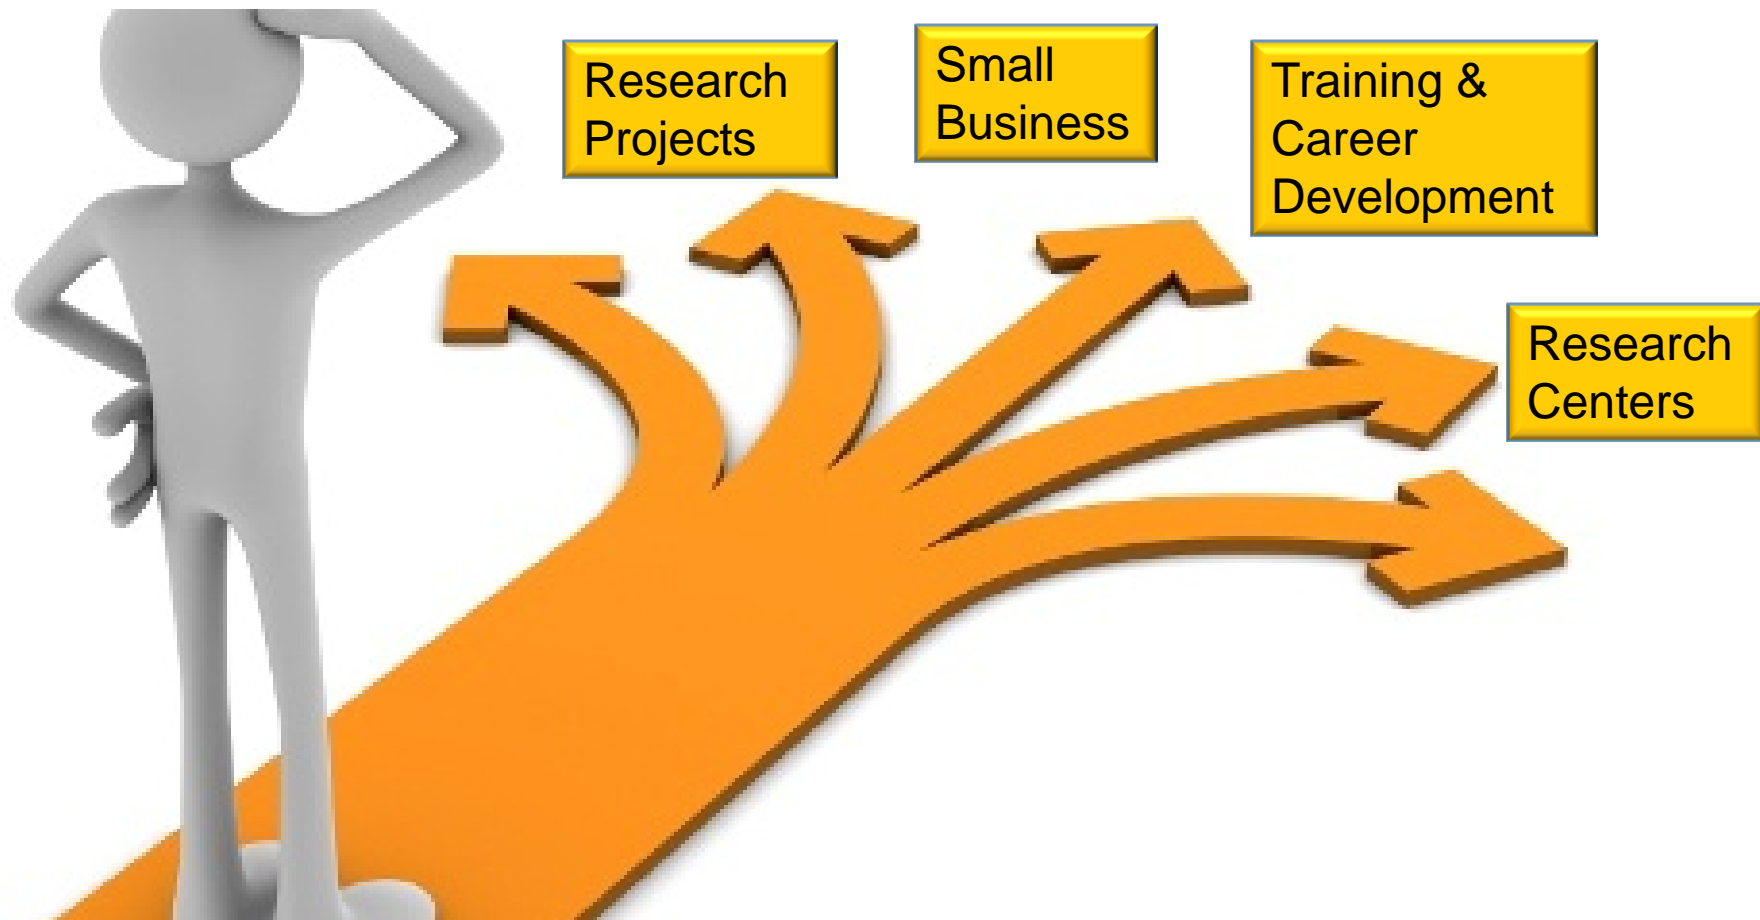 Research
Projects
Small
Business
Training &
Career
Development
Research
Centers